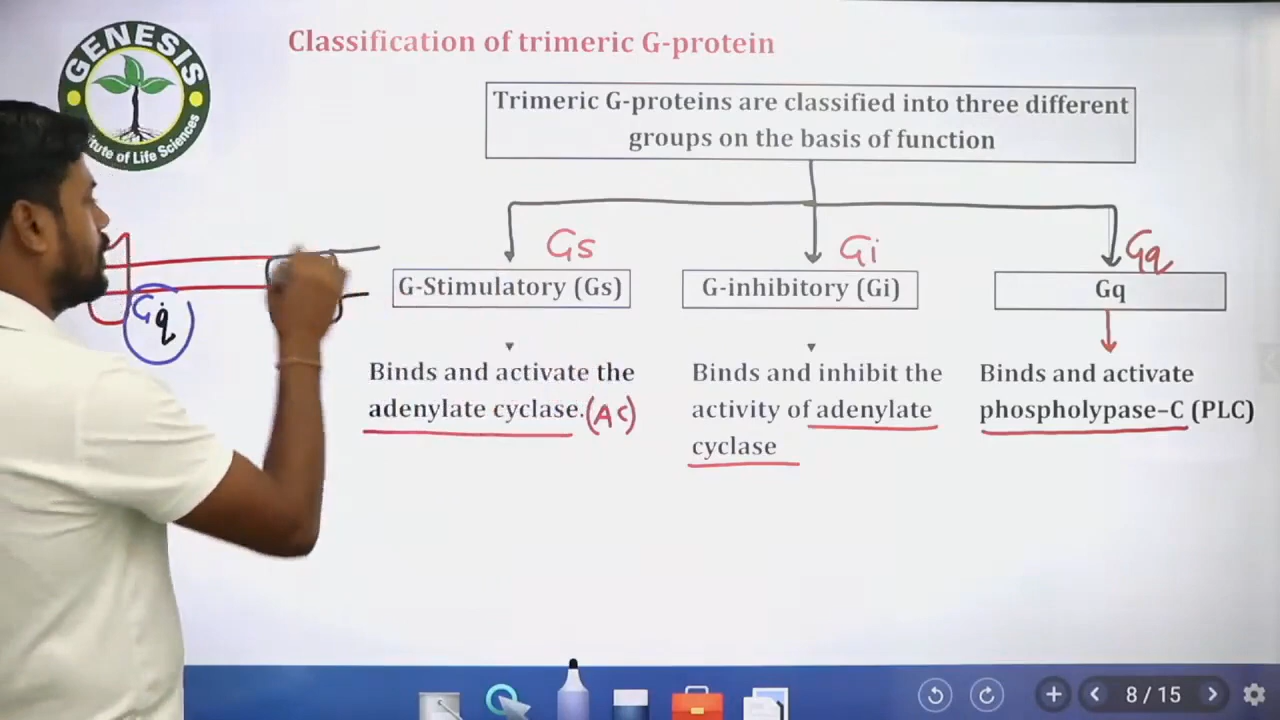 GENESIS
itute of Life Sciences
Classification of trimeric G-protein
Trimeric G-proteins are classified into three different
groups on the basis of function
Gs
Gi
Gq
G-Stimulatory (Gs)
G-inhibitory (Gi)
Gq
Gq
Binds and activate the
adenylate cyclase. (AC)
Binds and inhibit the
activity of adenylate
cyclase
Binds and activate
phospholypase–C (PLC)
8 / 15